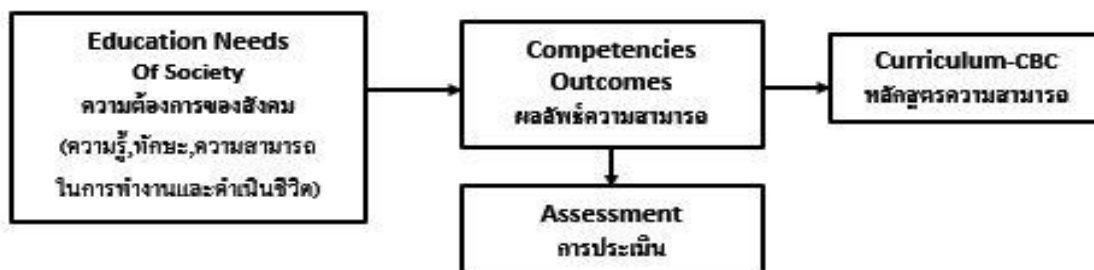 Education Needs
Of Society
ความต้องการของสังคม
(ความรู้,ทักษะ,ความสามารถ
ในการทำงานและดำเนินชีวิต)
Competencies
Outcomes
ผลลัพธ์ความสามารถ
Curriculum-CBC
หลักสูตรความสามารถ
Assessment
การประเมิน